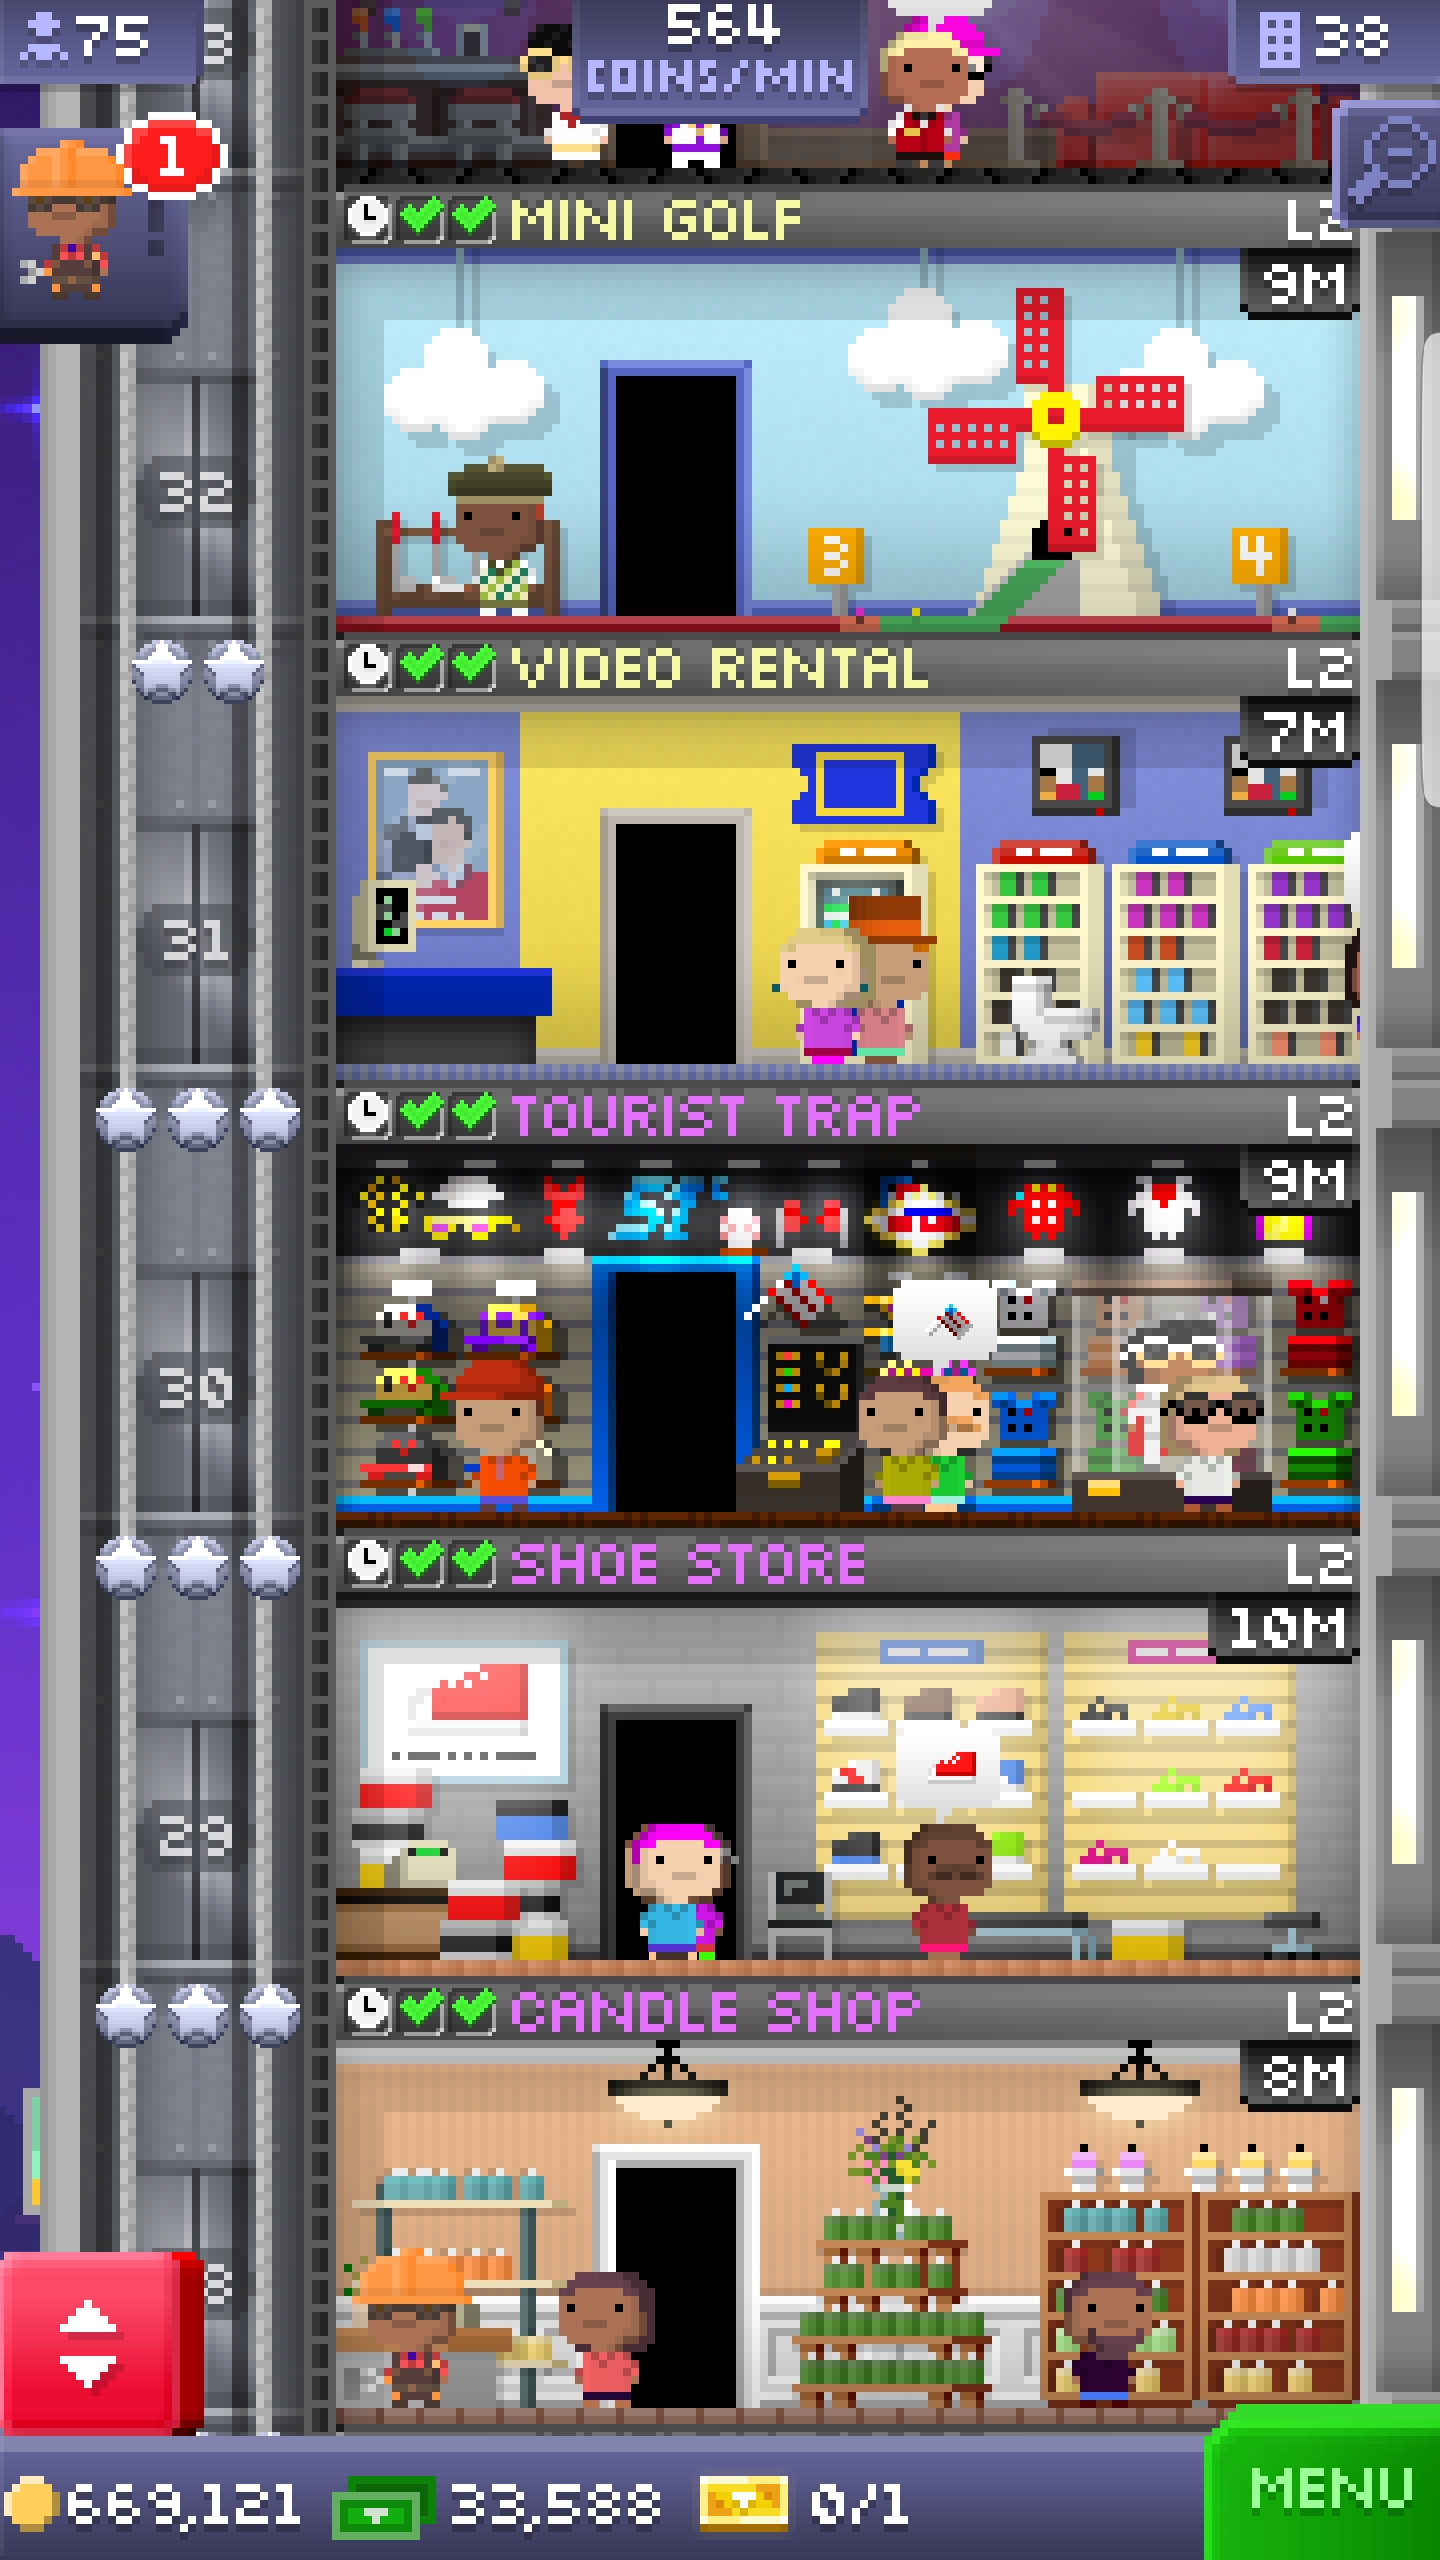 75
564
COINS/MIN
38
1
MINI GOLF
L2
9M
32
3
4
VIDEO RENTAL
L2
7M
31
TOURIST TRAP
L2
9M
30
SHOE STORE
L2
10M
29
CANDLE SHOP
L2
8M
669,121
33,588
0/1
MENU